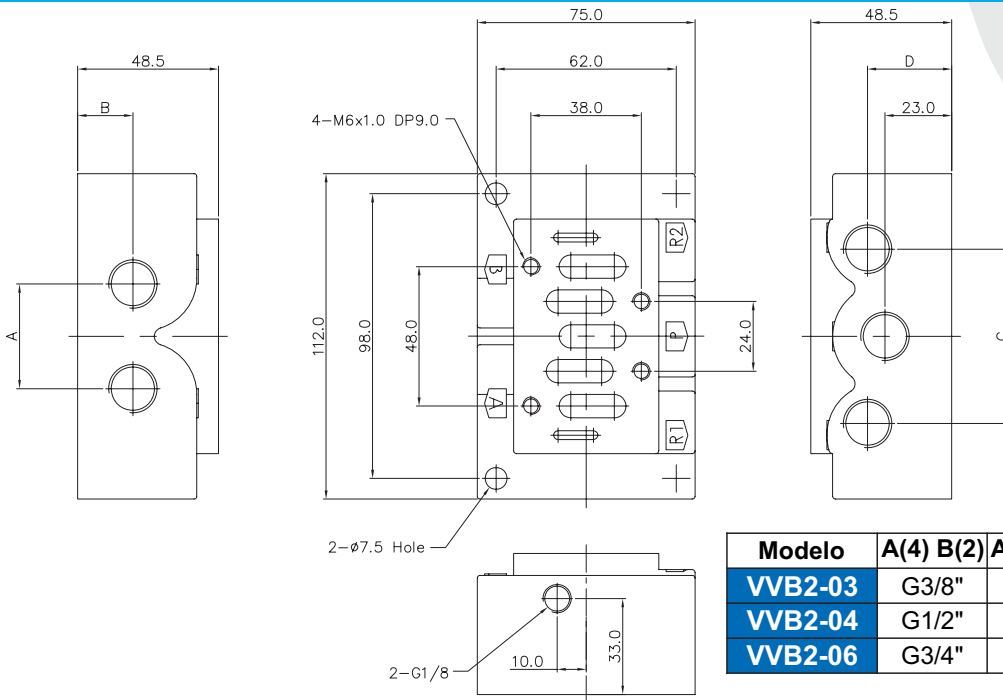 75.0
48.5
48.5
62.0
D
B
38.0
23.0
4-M6x1.0 DP9.0
R2
B
A
112.0
98.0
48.0
P
24.0
A
R1
2-ø7.5 Hole
Modelo A(4) B(2) A
VVB2-03 G3/8"
VVB2-04 G1/2"
VVB2-06 G3/4"
33.0
10.0
2-G1/8